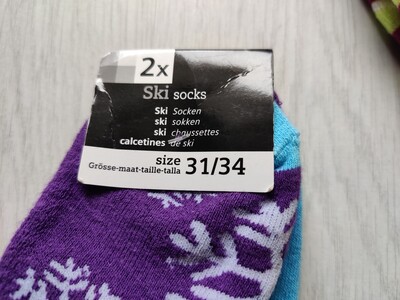 2x
Ski socks
Ski Socken
ski sokken
ski chaussettes
calcetines de ski
size
Grösse-maat-taille-talla 31/34